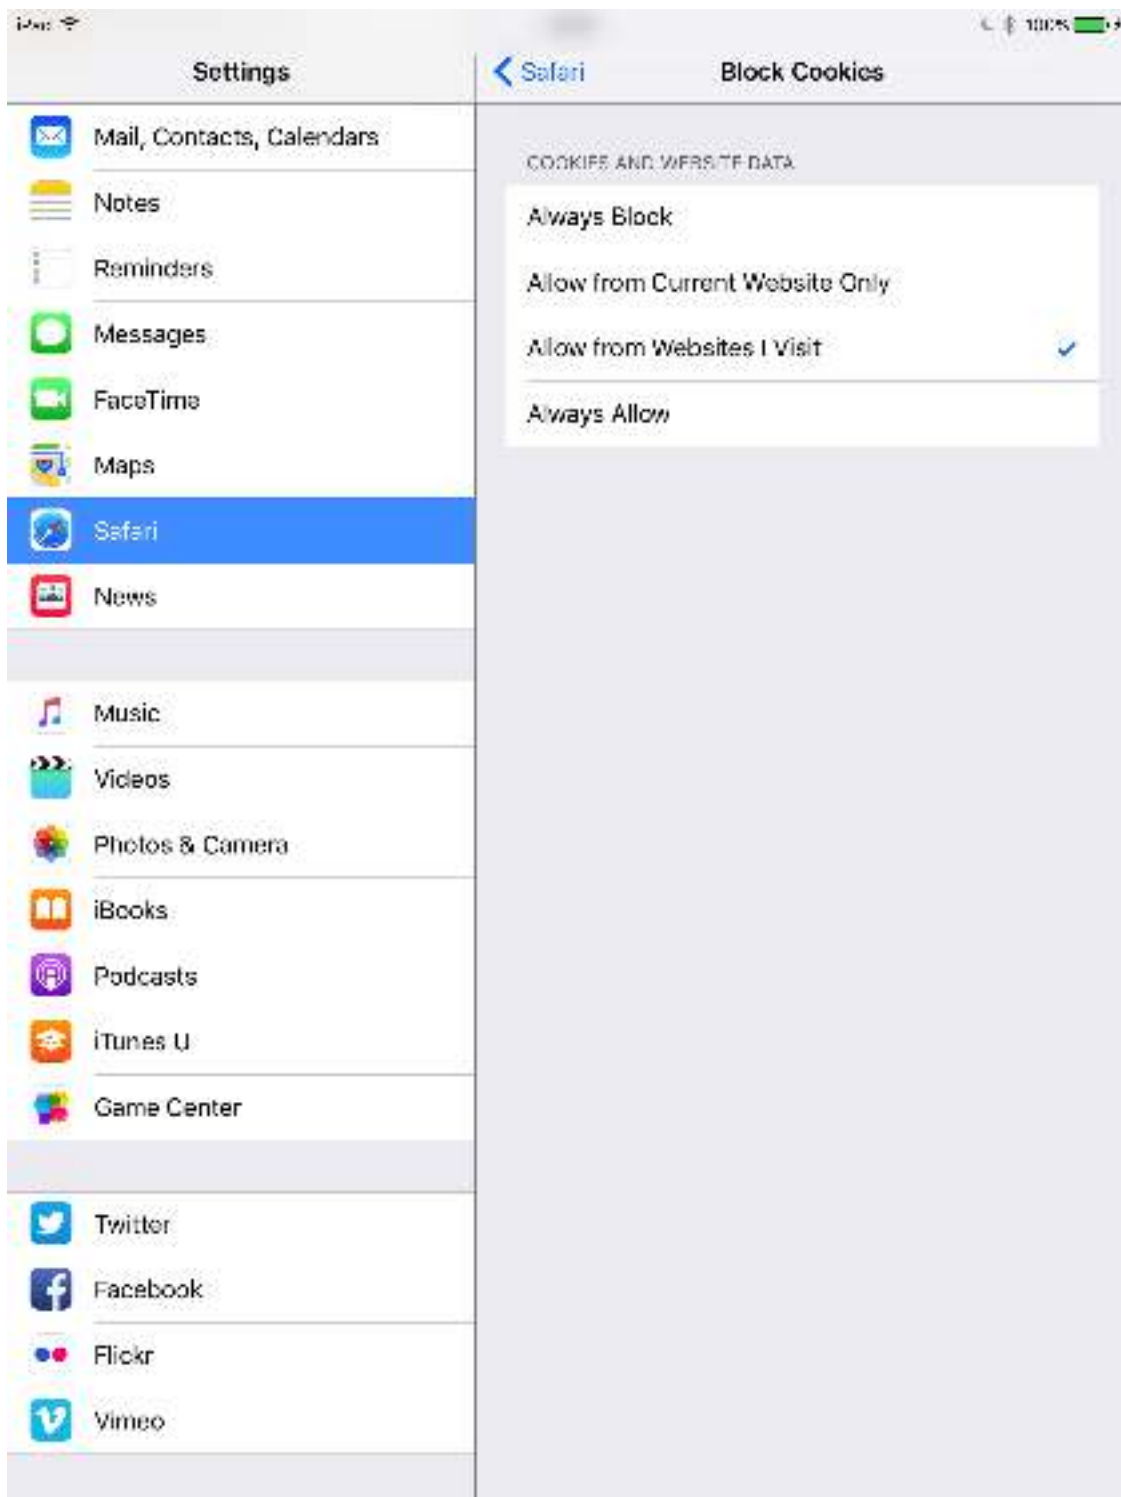 iPad
100%
Settings
Safari
Block Cookies
Mail, Contacts, Calendars
Notes
Reminders
Messages
FaceTime
Maps
Safari
News
Music
Videos
Photos & Camera
iBooks
Podcasts
iTunes U
Game Center
Twitter
Facebook
Flickr
Vimeo
COOKIES AND WEBSITE DATA
Always Block
Allow from Current Website Only
Allow from Websites I Visit
Always Allow